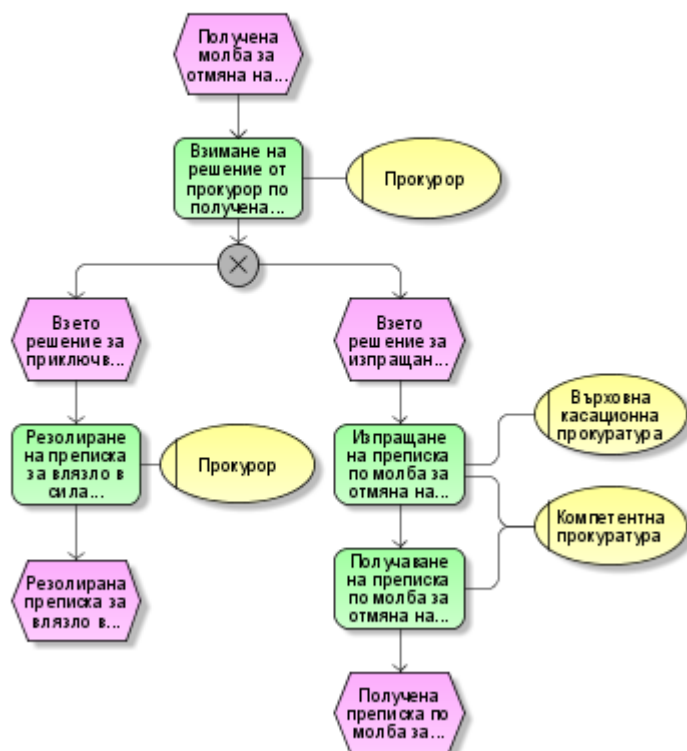 Получена
молба за
отмяна на...
Взимане на
решение от
прокурор по
получена...
Прокурор
Взето
решение за
приключв...
Взето
решение за
изпращан...
Резолиране
на преписка
за влязло в
сила...
Прокурор
Изпращане
на преписка
по молба за
отмяна на...
Върховна
касационна
прокуратура
Компетентна
прокуратура
Резолирана
преписка за
влязло в...
Получаване
на преписка
по молба за
отмяна на...
Получена
преписка по
молба за...